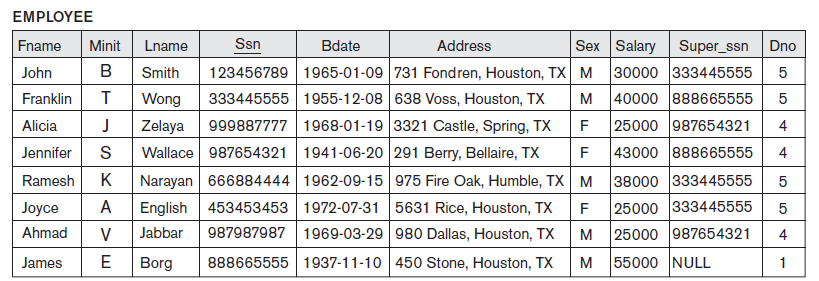 EMPLOYEE
Fname Minit Lname Ssn Bdate Address Sex Salary Super_ssn Dno
John B Smith 123456789 1965-01-09 731 Fondren, Houston, TX M 30000 333445555 5
Franklin T Wong 333445555 1955-12-08 638 Voss, Houston, TX M 40000 888665555 5
Alicia J Zelaya 999887777 1968-01-19 3321 Castle, Spring, TX F 25000 987654321 4
Jennifer S Wallace 987654321 1941-06-20 291 Berry, Bellaire, TX F 43000 888665555 4
Ramesh K Narayan 666884444 1962-09-15 975 Fire Oak, Humble, TX M 38000 333445555 5
Joyce A English 453453453 1972-07-31 5631 Rice, Houston, TX F 25000 333445555 5
Ahmad V Jabbar 987987987 1969-03-29 980 Dallas, Houston, TX M 25000 987654321 4
James E Borg 888665555 1937-11-10 450 Stone, Houston, TX M 55000 NULL 1